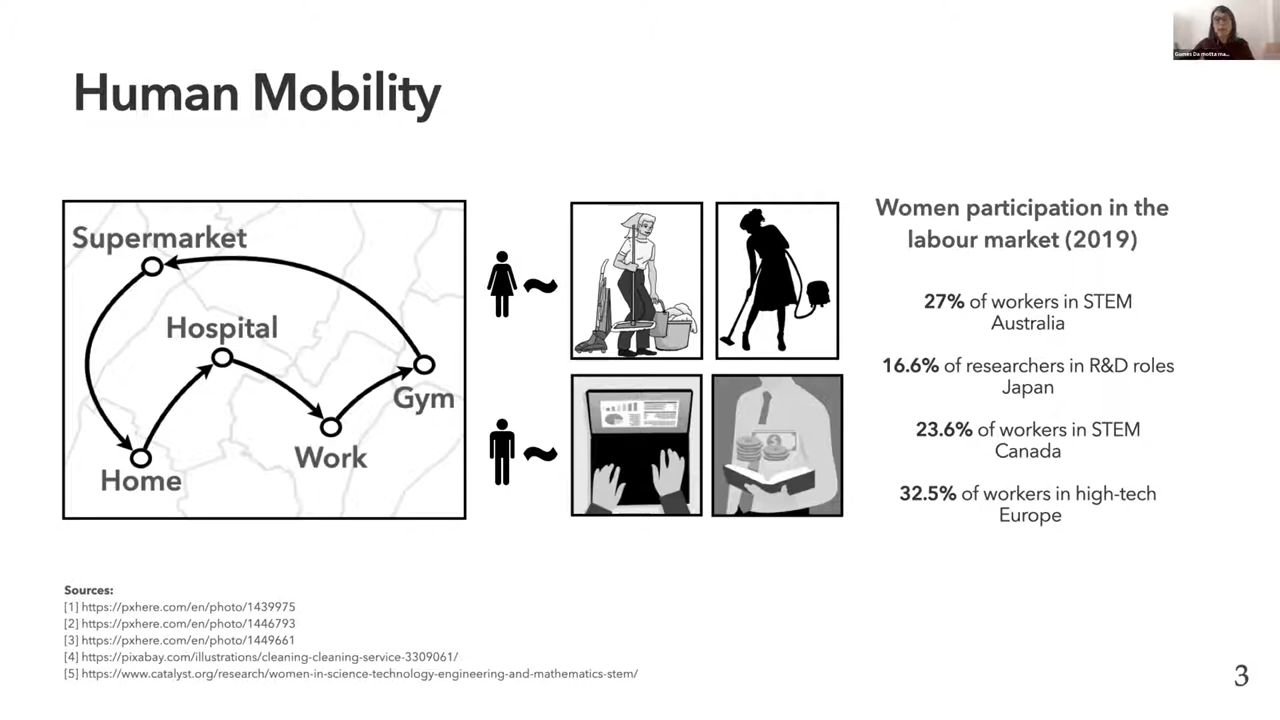 Gomes Da motta ma...
Human Mobility
Supermarket
Hospital
Gym
Work
Home
Women participation in the
labour market (2019)
27% of workers in STEM
Australia
16.6% of researchers in R&D roles
Japan
23.6% of workers in STEM
Canada
32.5% of workers in high-tech
Europe
Sources:
[1] https://pxhere.com/en/photo/1439975
[2] https://pxhere.com/en/photo/1446793
[3] https://pxhere.com/en/photo/1449661
[4] https://pixabay.com/illustrations/cleaning-cleaning-service-3309061/
[5] https://www.catalyst.org/research/women-in-science-technology-engineering-and-mathematics-stem/
3